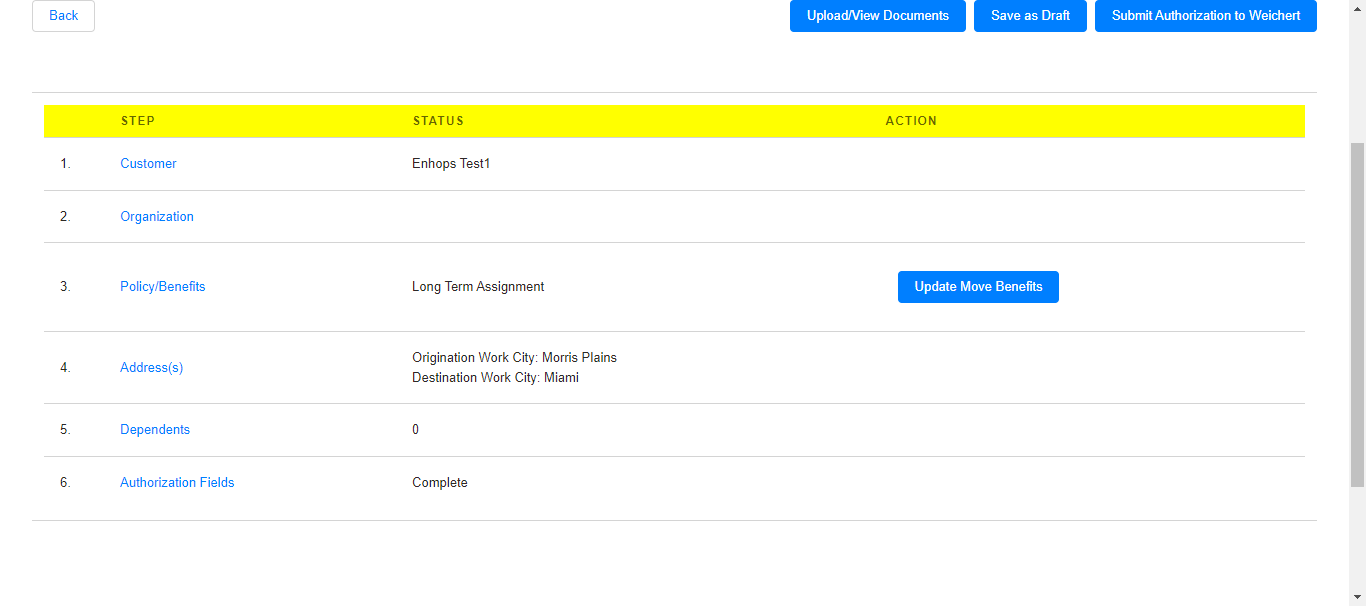 Back
Upload/View Documents
Save as Draft
Submit Authorization to Weichert
STEP STATUS ACTION
1. Customer Enhops Test1
2. Organization
3. Policy/Benefits Long Term Assignment Update Move Benefits
4. Address(s) Origination Work City: Morris Plains
Destination Work City: Miami
5. Dependents 0
6. Authorization Fields Complete